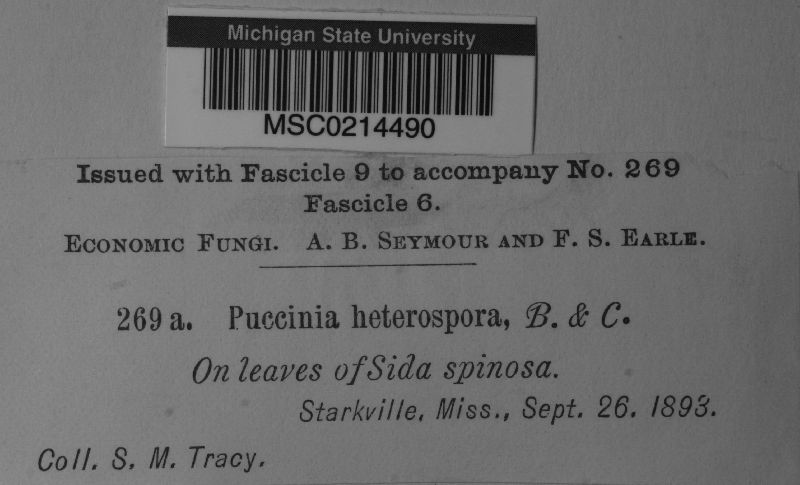 Michigan State University
MSC0214490
Issued with Fascicle 9 to accompany No. 269
Fascicle 6.
ECONOMIC FUNGI. A. B. SEYMOUR AND F. S. EARLE.
269 a. Puccinia heterospora, B. & C.
On leaves of Sida spinosa.
Starkville, Miss., Sept. 26. 1893.
Coll. S. M. Tracy.